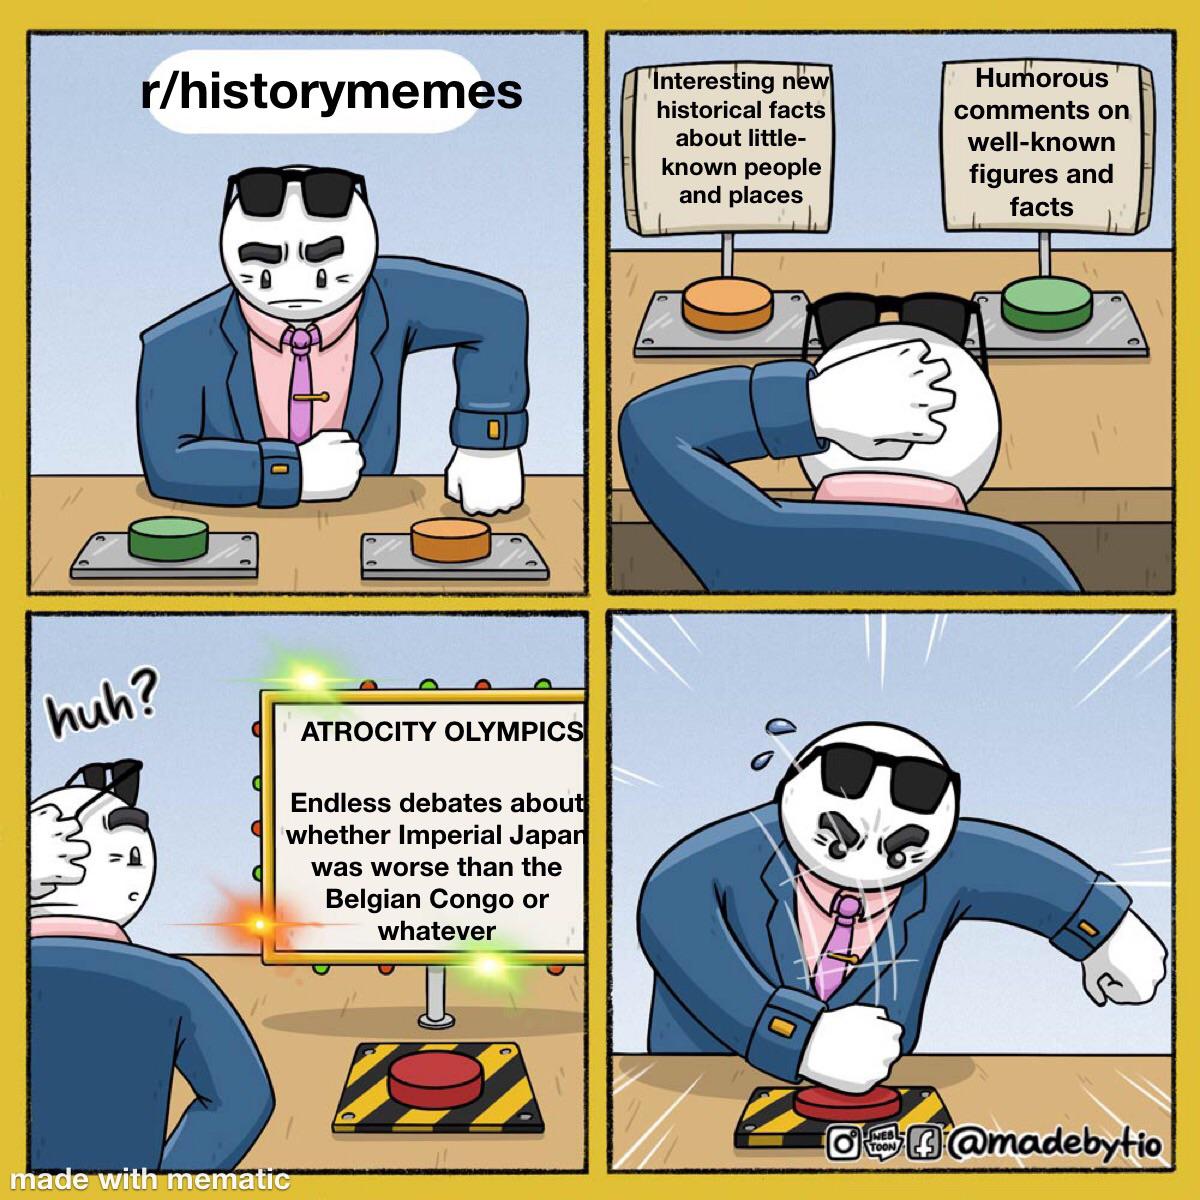 r/historymemes
Interesting new
historical facts
about little-
known people
and places
Humorous
comments on
well-known
figures and
facts
huh?
ATROCITY OLYMPICS
Endless debates about
whether Imperial Japan
was worse than the
Belgian Congo or
whatever
WEB
TOON
@madebytio
made with mematic